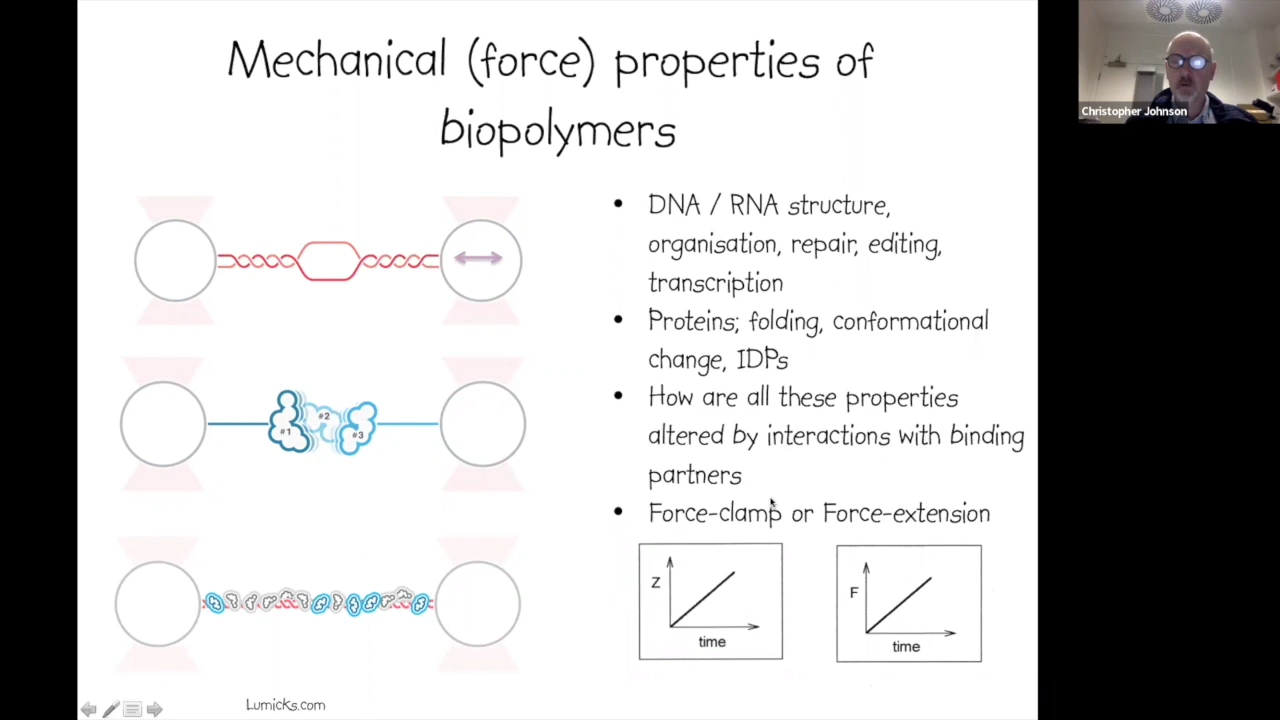 Mechanical (force) properties of
biopolymers
Christopher Johnson
• DNA / RNA structure,
organisation, repair, editing,
transcription
• Proteins; folding, conformational
change, IDPs
• How are all these properties
altered by interactions with binding
partners
• Force-clamp or Force-extension
#1
#2
#3
Z
time
F
time
Lumicks.com